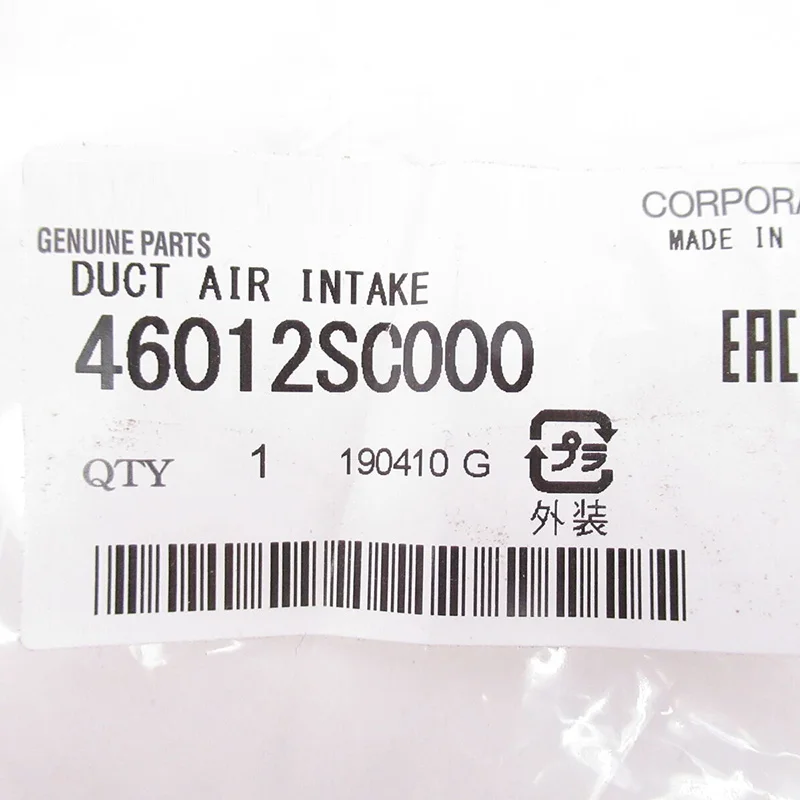 GENUINE PARTS
CORPORA
MADE IN
DUCT AIR INTAKE
46012SC000
EAC
QTY 1 190410 G
プラ
外装